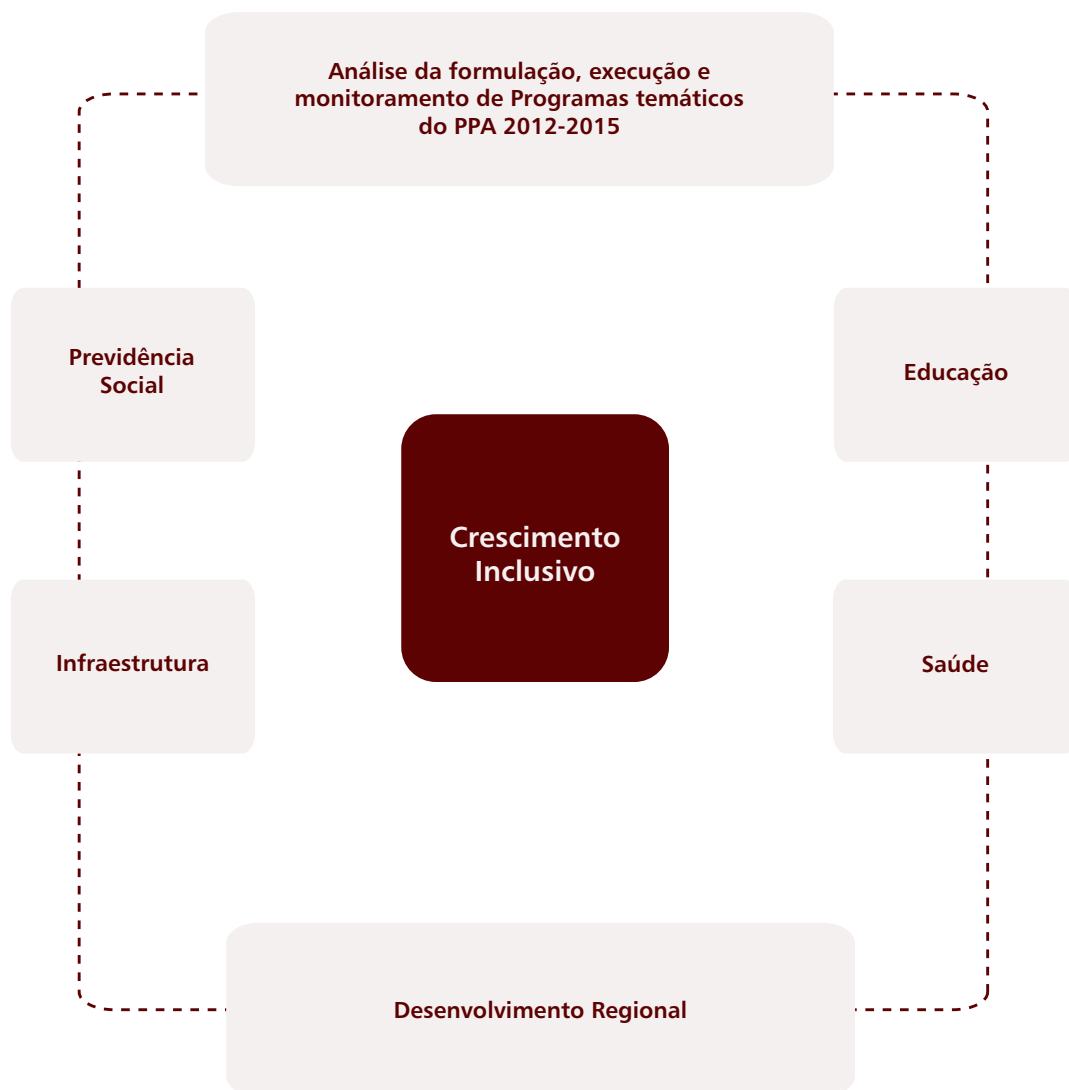 Análise da formulação, execução e
monitoramento de Programas temáticos
do PPA 2012-2015
Previdência
Social
Educação
Crescimento
Inclusivo
Infraestrutura
Saúde
Desenvolvimento Regional